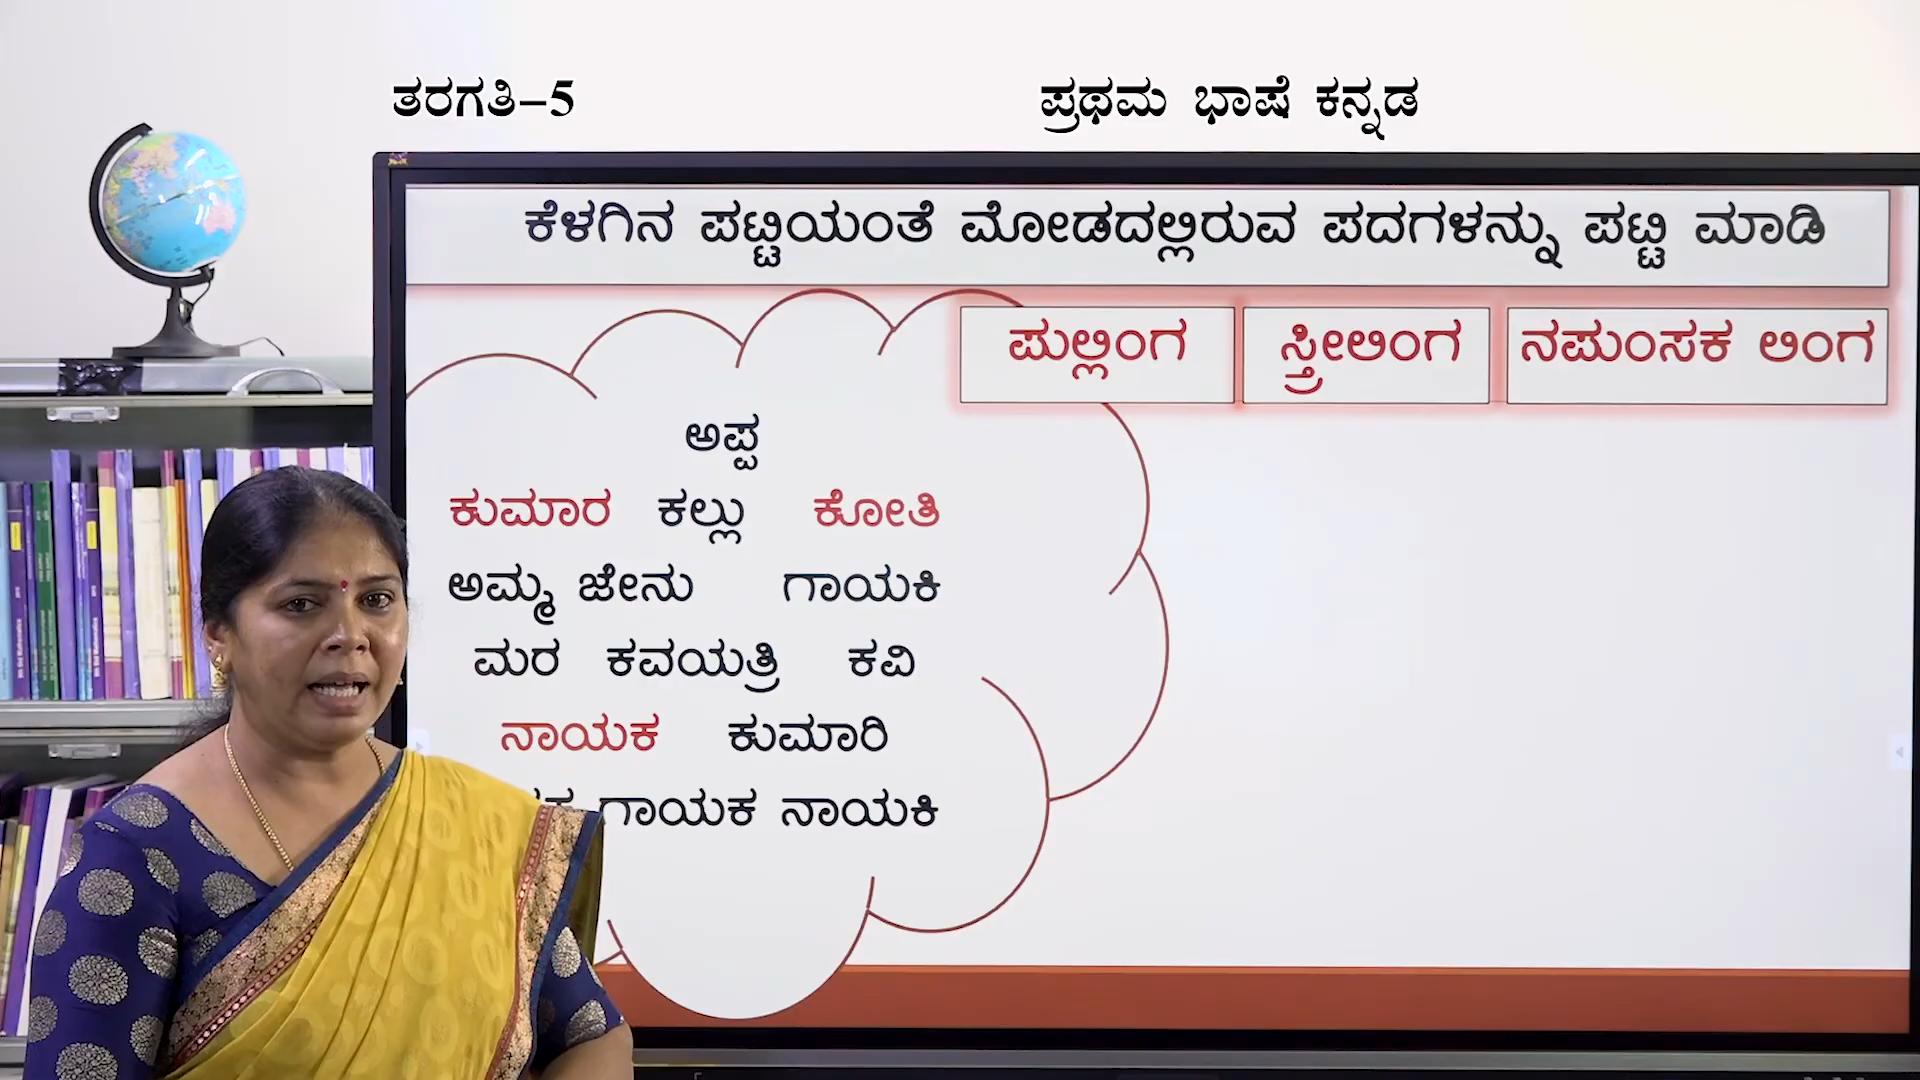 ತರಗತಿ–5 ಪ್ರಥಮ ಭಾಷೆ ಕನ್ನಡ
ಕೆಳಗಿನ ಪಟ್ಟಿಯಂತೆ ಮೋಡದಲ್ಲಿರುವ ಪದಗಳನ್ನು ಪಟ್ಟಿ ಮಾಡಿ
ಪುಲ್ಲಿಂಗ ಸ್ತ್ರೀಲಿಂಗ ನಪುಂಸಕ ಲಿಂಗ
ಅಪ್ಪ
ಕುಮಾರ ಕಲ್ಲು ಕೋತಿ
ಅಮ್ಮ ಜೇನು ಗಾಯಕಿ
ಮರ ಕವಯತ್ರಿ ಕವಿ
ನಾಯಕ ಕುಮಾರಿ
ಗಾಯಕ ನಾಯಕಿ